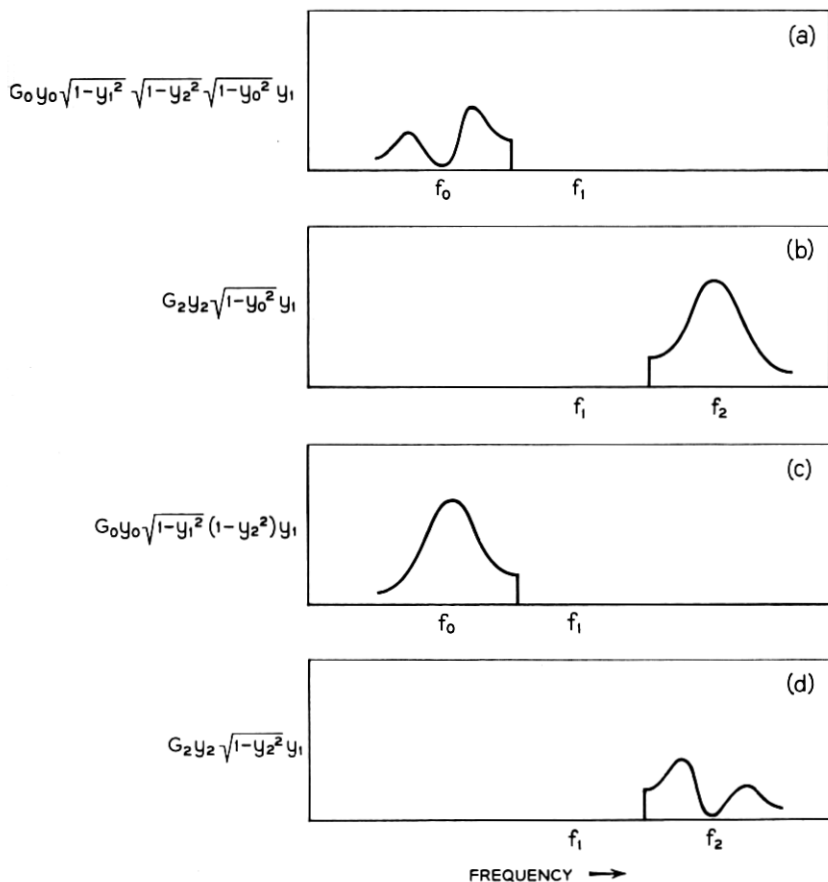 (a)
G₀y₀√1-y₁² √1-y₂² √1-y₀² y₁
f₀ f₁
(b)
G₂y₂√1-y₀² y₁
f₁ f₂
(c)
G₀y₀√1-y₁² (1-y₂²)y₁
f₀ f₁
(d)
G₂y₂√1-y₂² y₁
f₁ f₂
FREQUENCY →